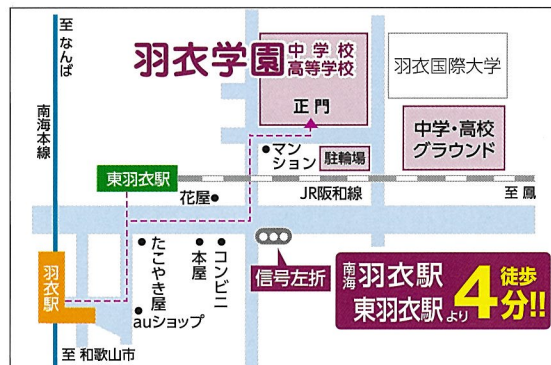 至 なんば
南海本線
羽衣学園 中学校 高等学校
正門
羽衣国際大学
中学・高校
グラウンド
マンション
駐輪場
東羽衣駅
花屋
JR阪和線
至 鳳
羽衣駅
たこやき屋
本屋
コンビニ
auショップ
信号左折
至 和歌山市
南海 羽衣駅
東羽衣駅 より
徒歩
4分!!